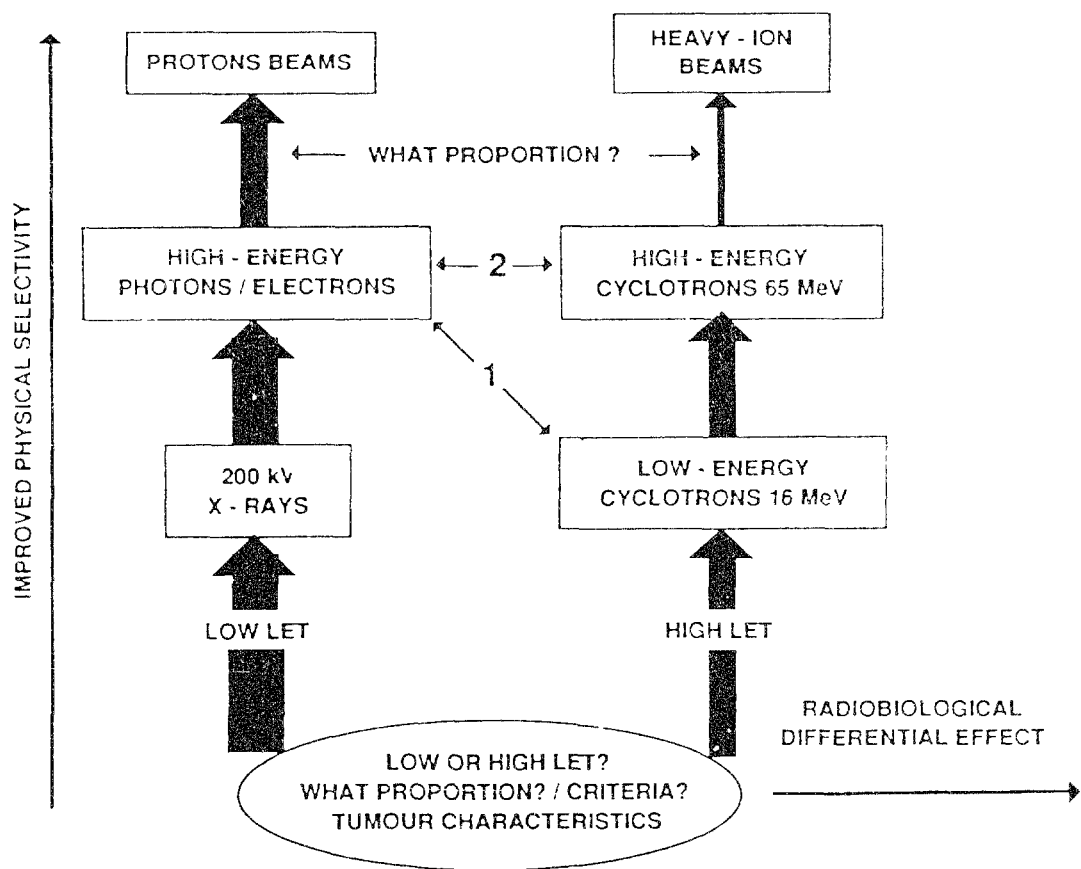 PROTONS BEAMS
HEAVY - ION
BEAMS
WHAT PROPORTION ?
HIGH - ENERGY
PHOTONS / ELECTRONS
2
HIGH - ENERGY
CYCLOTRONS 65 MeV
1
200 kV
X - RAYS
LOW - ENERGY
CYCLOTRONS 16 MeV
IMPROVED PHYSICAL SELECTIVITY
LOW LET
HIGH LET
RADIOBIOLOGICAL
DIFFERENTIAL EFFECT
LOW OR HIGH LET?
WHAT PROPORTION? / CRITERIA?
TUMOUR CHARACTERISTICS